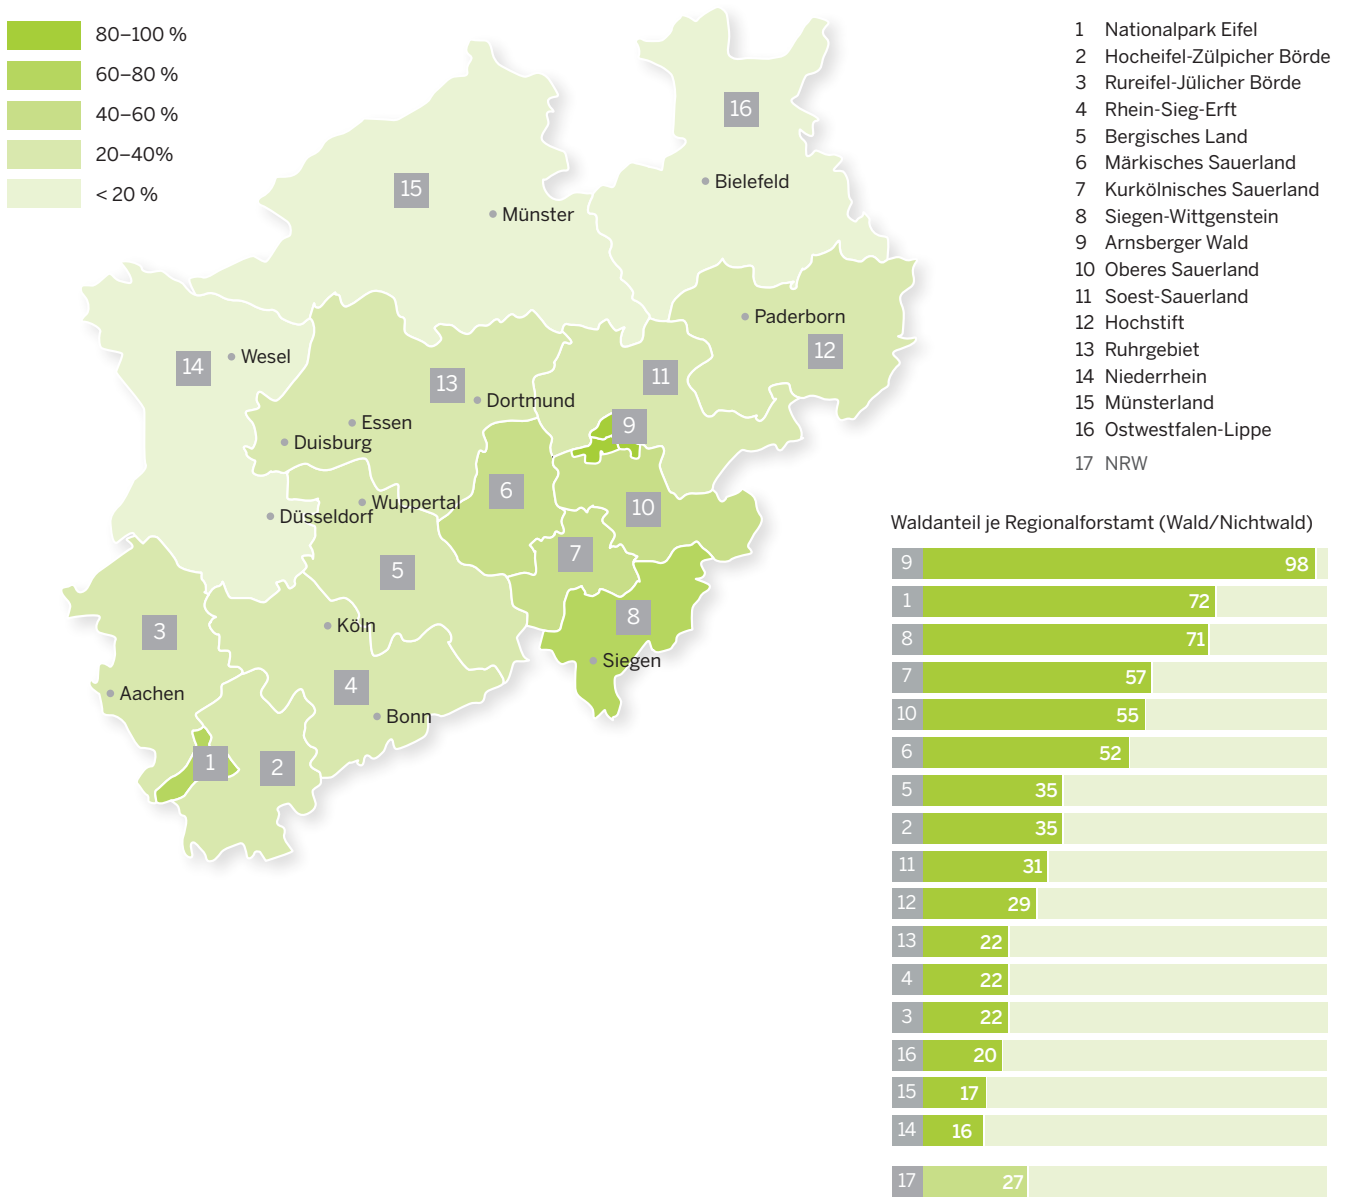 80–100 %
60–80 %
40–60 %
20–40%
< 20 %
16
Bielefeld
15
Münster
Paderborn
12
14
Wesel
13
Dortmund
11
Essen
Duisburg
9
6
Wuppertal
Düsseldorf
10
7
5
8
Siegen
3
Köln
Aachen
4
Bonn
1
2
1 Nationalpark Eifel
2 Hocheifel-Zülpicher Börde
3 Rureifel-Jülicher Börde
4 Rhein-Sieg-Erft
5 Bergisches Land
6 Märkisches Sauerland
7 Kurkölnisches Sauerland
8 Siegen-Wittgenstein
9 Arnsberger Wald
10 Oberes Sauerland
11 Soest-Sauerland
12 Hochstift
13 Ruhrgebiet
14 Niederrhein
15 Münsterland
16 Ostwestfalen-Lippe
17 NRW
Waldanteil je Regionalforstamt (Wald/Nichtwald)
9 98
1 72
8 71
7 57
10 55
6 52
5 35
2 35
11 31
12 29
13 22
4 22
3 22
16 20
15 17
14 16
17 27